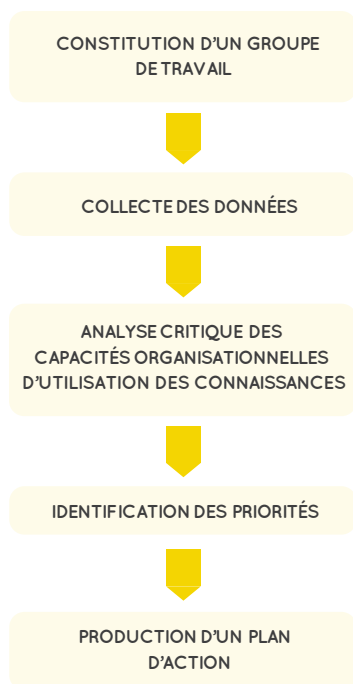 CONSTITUTION D'UN GROUPE
DE TRAVAIL
COLLECTE DES DONNÉES
ANALYSE CRITIQUE DES
CAPACITÉS ORGANISATIONNELLES
D'UTILISATION DES CONNAISSANCES
IDENTIFICATION DES PRIORITÉS
PRODUCTION D'UN PLAN
D'ACTION